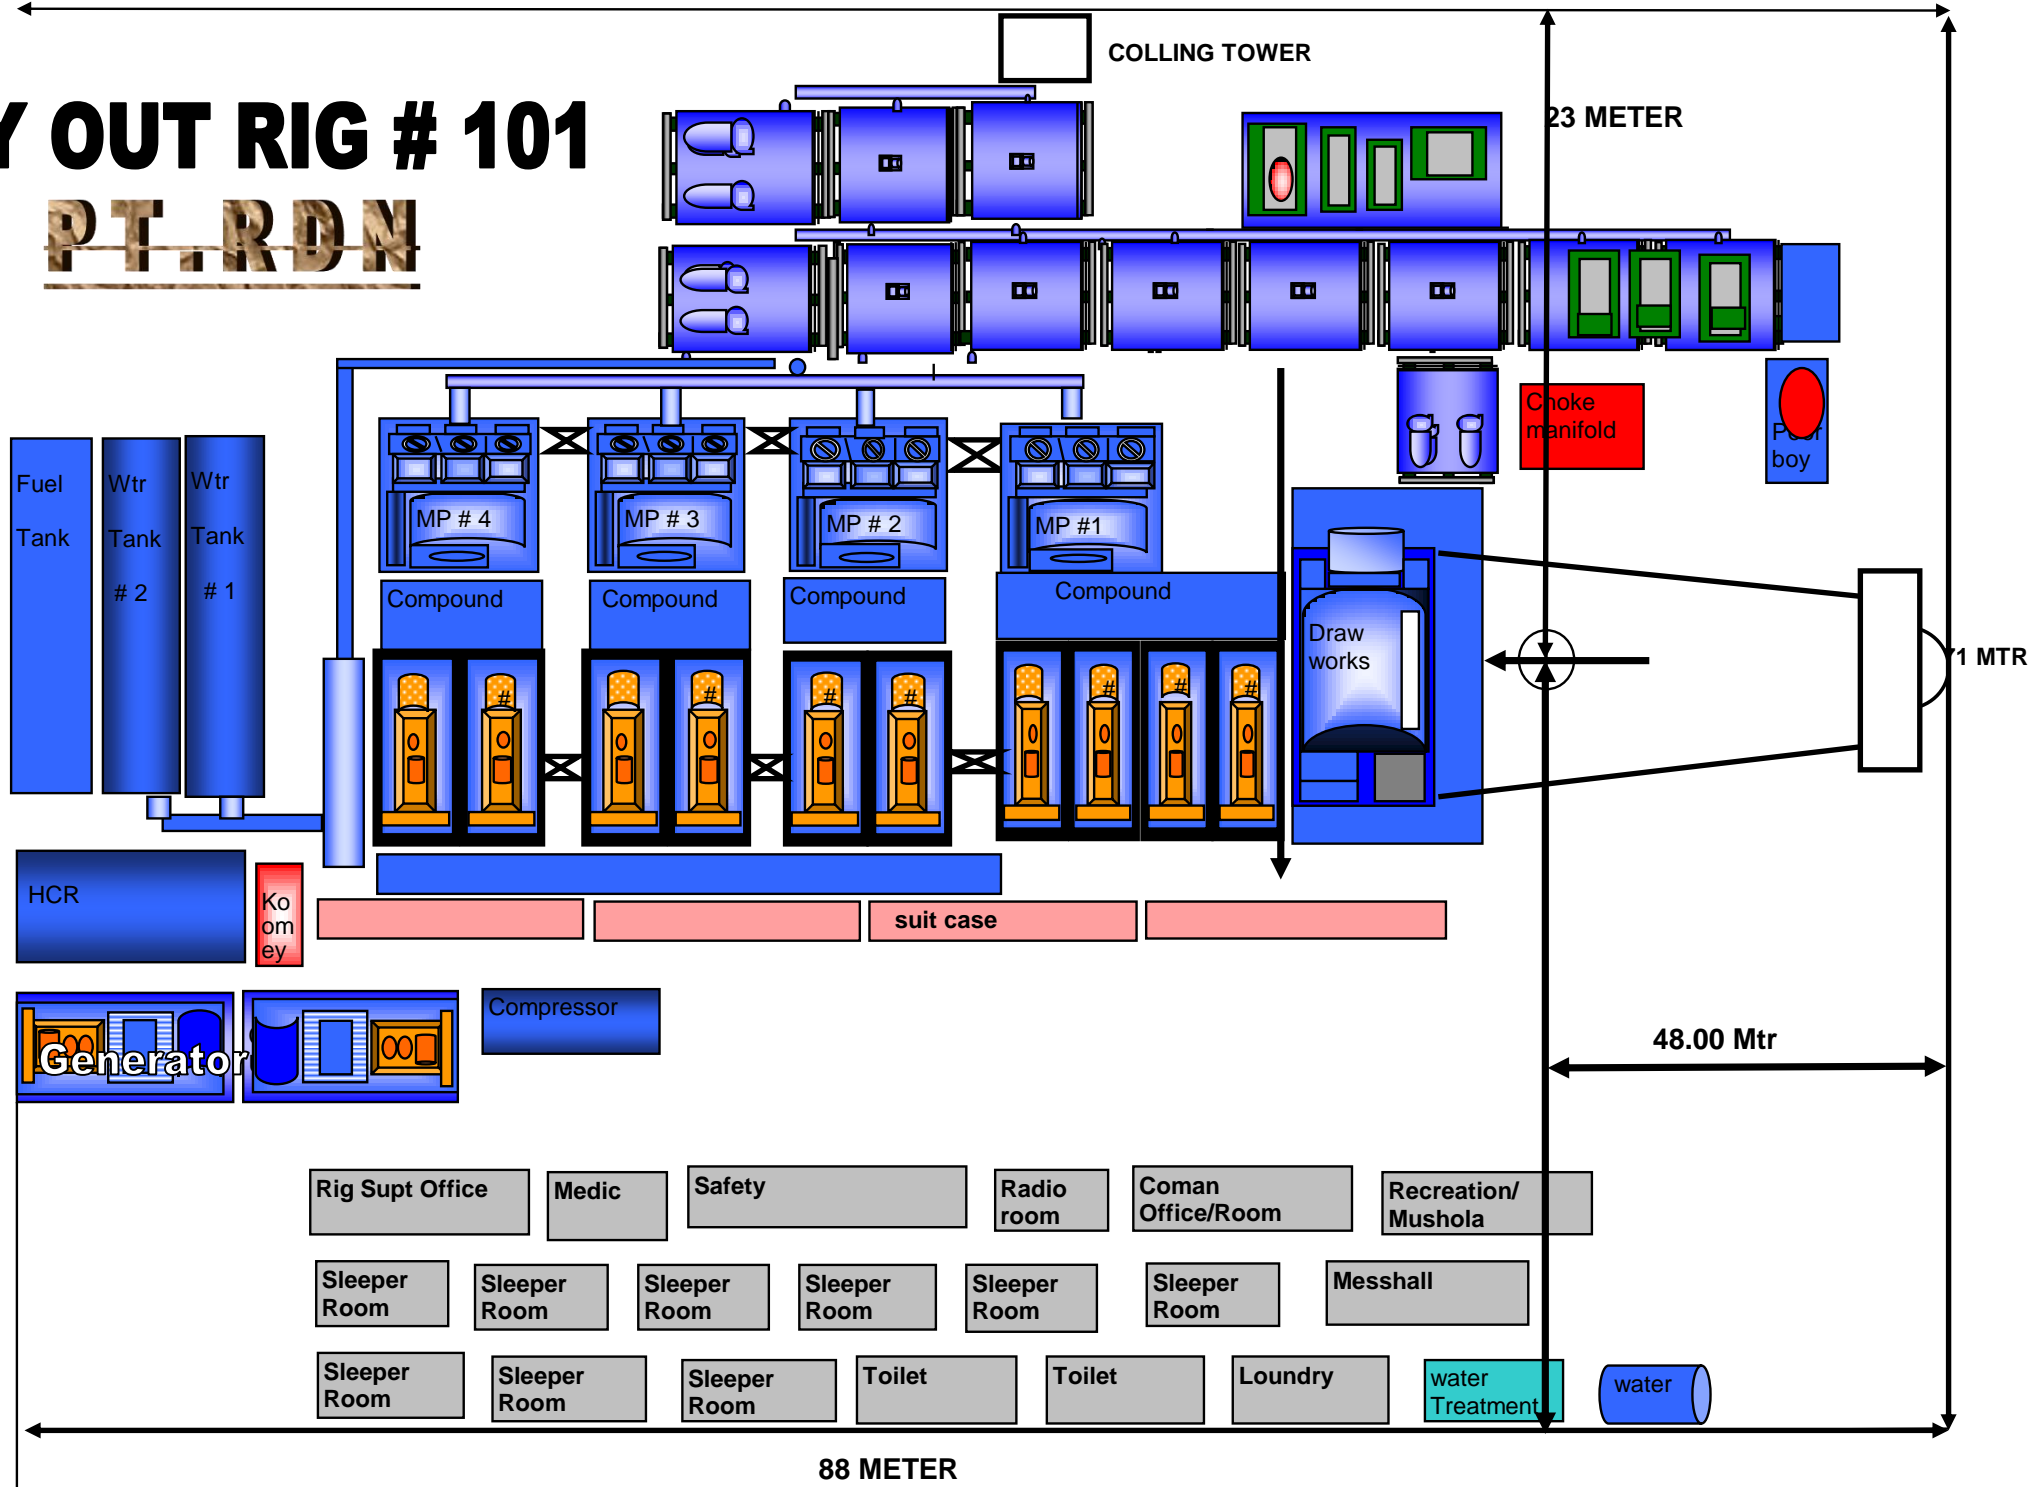 COLLING TOWER
Y OUT RIG # 101
23 METER
PT.RDN
Choke
manifold
Poor
boy
Fuel
Tank
Wtr
Tank
# 2
Wtr
Tank
# 1
MP # 4
MP # 3
MP # 2
MP #1
Compound
Compound
Compound
Compound
Draw
works
71 MTR
#
#
#
#
#
#
#
HCR
Ko
om
ey
suit case
Generator
Compressor
48.00 Mtr
Rig Supt Office
Medic
Safety
Radio
room
Coman
Office/Room
Recreation/
Mushola
Sleeper
Room
Sleeper
Room
Sleeper
Room
Sleeper
Room
Sleeper
Room
Sleeper
Room
Messhall
Sleeper
Room
Sleeper
Room
Sleeper
Room
Toilet
Toilet
Loundry
water
Treatment
water
88 METER